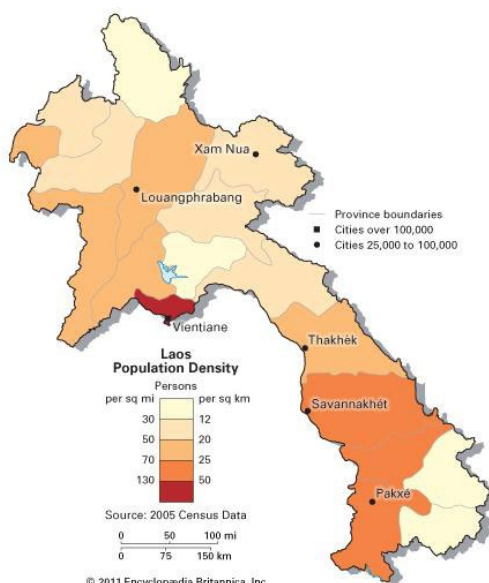 Xam Nua
Louangphrabang
Province boundaries
Cities over 100,000
Cities 25,000 to 100,000
Vientiane
Thakhèk
Savannakhét
Pakxé
Laos
Population Density
Persons
per sq mi per sq km
30 12
50 20
70 25
130 50
Source: 2005 Census Data
0 50 100 mi
0 75 150 km
© 2011 Encyclopædia Britannica, Inc.